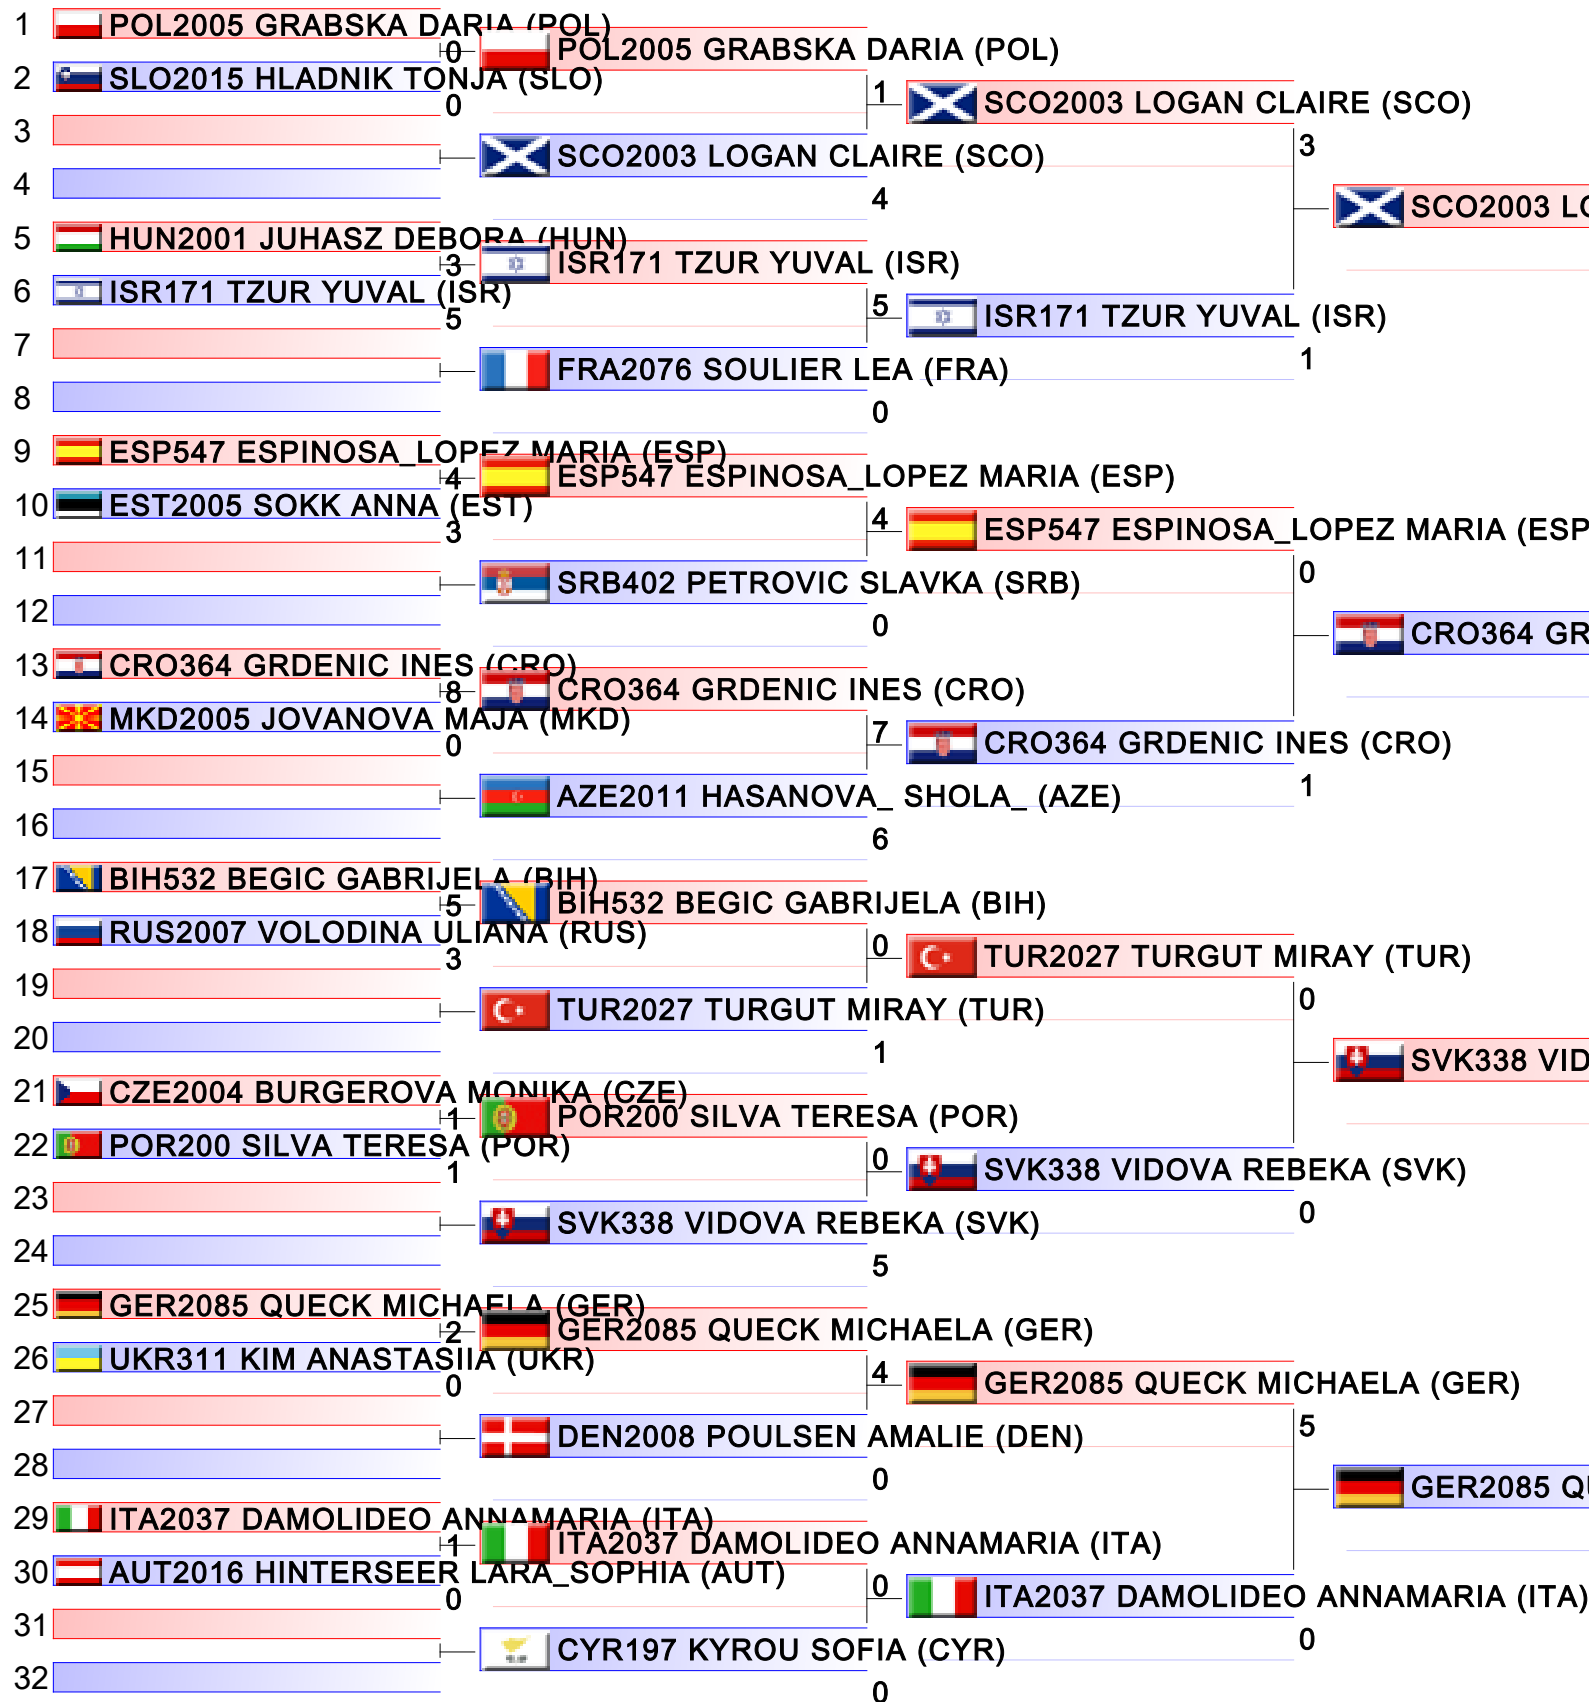 1 POL2005 GRABSKA DARIA (POL)
0
2 SLO2015 HLADNIK TONJA (SLO)
0
3
4
5 HUN2001 JUHASZ DEBORA (HUN)
3
6 ISR171 TZUR YUVAL (ISR)
5
7
8
9 ESP547 ESPINOSA_LOPEZ MARIA (ESP)
4
10 EST2005 SOKK ANNA (EST)
3
11
12
13 CRO364 GRDENIC INES (CRO)
8
14 MKD2005 JOVANOVA MAJA (MKD)
0
15
16
17 BIH532 BEGIC GABRIJELA (BIH)
5
18 RUS2007 VOLODINA ULIANA (RUS)
3
19
20
21 CZE2004 BURGEROVA MONIKA (CZE)
1
22 POR200 SILVA TERESA (POR)
1
23
24
25 GER2085 QUECK MICHAELA (GER)
2
26 UKR311 KIM ANASTASIIA (UKR)
0
27
28
29 ITA2037 DAMOLIDEO ANNAMARIA (ITA)
1
30 AUT2016 HINTERSEER LARA_SOPHIA (AUT)
0
31
32
POL2005 GRABSKA DARIA (POL)
1
SCO2003 LOGAN CLAIRE (SCO)
4
ISR171 TZUR YUVAL (ISR)
5
FRA2076 SOULIER LEA (FRA)
0
ESP547 ESPINOSA_LOPEZ MARIA (ESP)
4
SRB402 PETROVIC SLAVKA (SRB)
0
CRO364 GRDENIC INES (CRO)
7
AZE2011 HASANOVA_ SHOLA_ (AZE)
6
BIH532 BEGIC GABRIJELA (BIH)
0
TUR2027 TURGUT MIRAY (TUR)
1
POR200 SILVA TERESA (POR)
0
SVK338 VIDOVA REBEKA (SVK)
5
GER2085 QUECK MICHAELA (GER)
4
DEN2008 POULSEN AMALIE (DEN)
0
ITA2037 DAMOLIDEO ANNAMARIA (ITA)
0
CYR197 KYROU SOFIA (CYR)
0
SCO2003 LOGAN CLAIRE (SCO)
3
ISR171 TZUR YUVAL (ISR)
1
ESP547 ESPINOSA_LOPEZ MARIA (ESP
0
CRO364 GRDENIC INES (CRO)
1
TUR2027 TURGUT MIRAY (TUR)
0
SVK338 VIDOVA REBEKA (SVK)
0
GER2085 QUECK MICHAELA (GER)
5
ITA2037 DAMOLIDEO ANNAMARIA (ITA)
0
SCO2003 LO
CRO364 GR
SVK338 VID
GER2085 QU